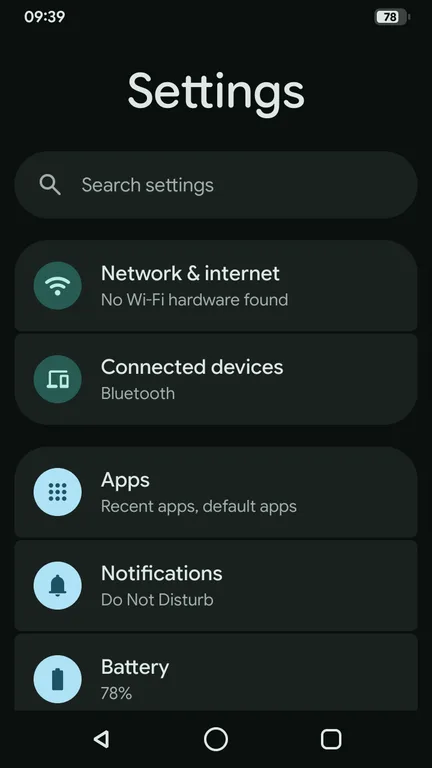 09:39
78
Settings
Search settings
Network & internet
No Wi-Fi hardware found
Connected devices
Bluetooth
Apps
Recent apps, default apps
Notifications
Do Not Disturb
Battery
78%